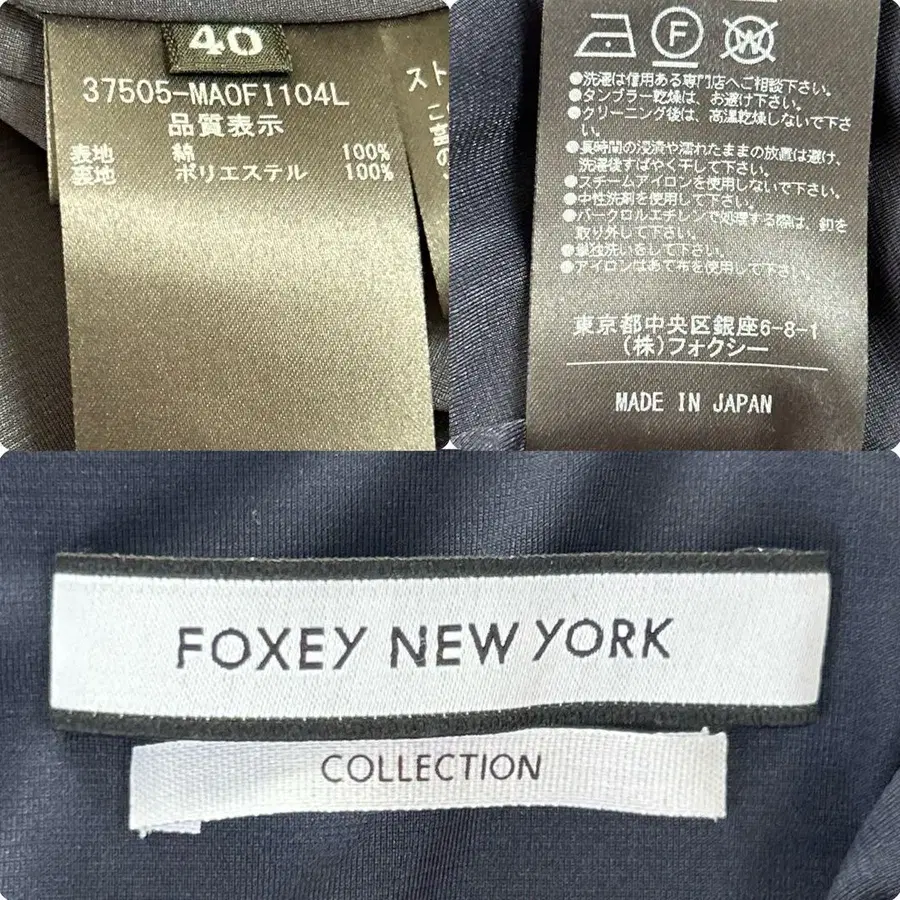 40
37505-MAOFI104L
品質表示
表地 綿 100%
裏地 ポリエステル 100%
スト
この
の
F
W
●洗濯は信用ある専門店へご相談下さい。
●タンブラー乾燥は、お避け下さい。
●クリーニング後は、高温乾燥しないで下さ
い。
●長時間の浸漬や濡れたままの放置は避け、
洗濯後すばやく干して下さい。
●スチームアイロンを使用しないで下さい。
●中性洗剤を使用して下さい。
●パークロルエチレンで処理する際は、釦を
取り外して下さい。
●単独洗いをして下さい。
●アイロンはあて布を使用して下さい。
東京都中央区銀座6-8-1
(株)フォクシー
MADE IN JAPAN
FOXEY NEW YORK
COLLECTION